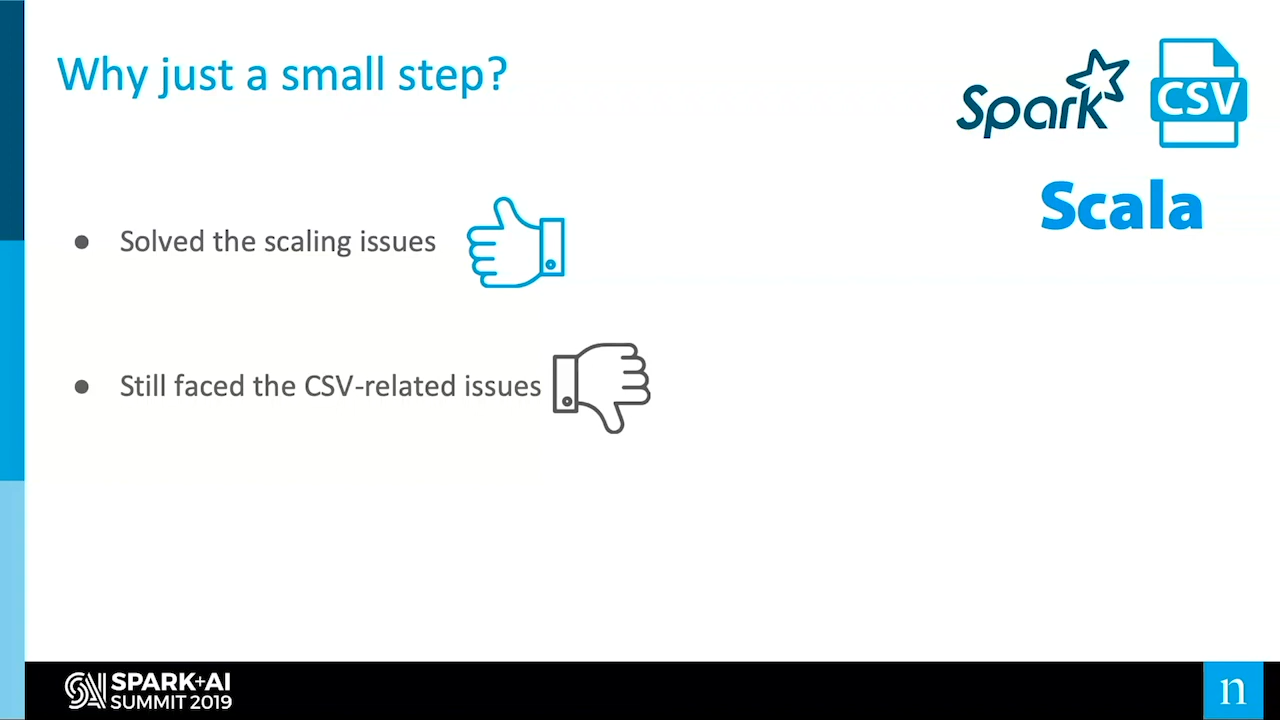 Why just a small step?
Spark
CSV
Scala
● Solved the scaling issues
● Still faced the CSV-related issues
SPARK+AI
SUMMIT 2019
n